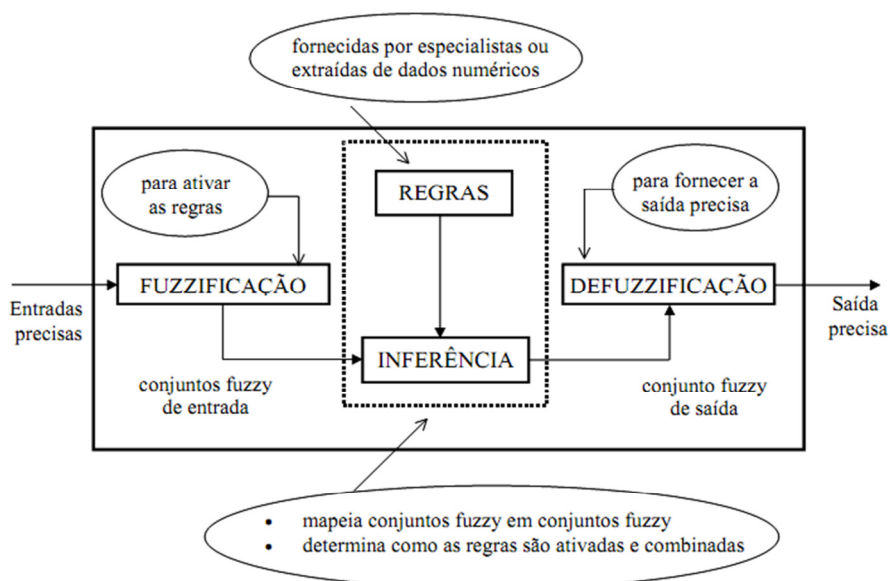 fornecidas por especialistas ou
extraídas de dados numéricos
para ativar
as regras
REGRAS
para fornecer a
saída precisa
FUZZIFICAÇÃO
DEFUZZIFICAÇÃO
Entradas
precisas
Saída
precisa
INFERÊNCIA
conjuntos fuzzy
de entrada
conjunto fuzzy
de saída
• mapeia conjuntos fuzzy em conjuntos fuzzy
• determina como as regras são ativadas e combinadas